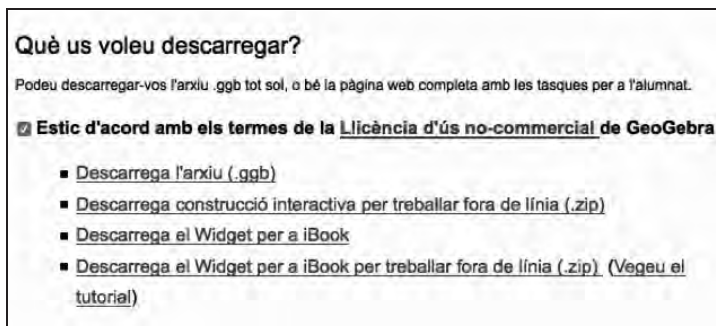 Què us voleu descarregar?
Podeu descarregar-vos l'arxiu .ggb tot sol, o bé la pàgina web completa amb les tasques per a l'alumnat.
Estic d'acord amb els termes de la Llicència d'ús no-commercial de GeoGebra
Descarrega l'arxiu (.ggb)
Descarrega construcció interactiva per treballar fora de línia (.zip)
Descarrega el Widget per a iBook
Descarrega el Widget per a iBook per treballar fora de línia (.zip) (Vegeu el
tutorial)